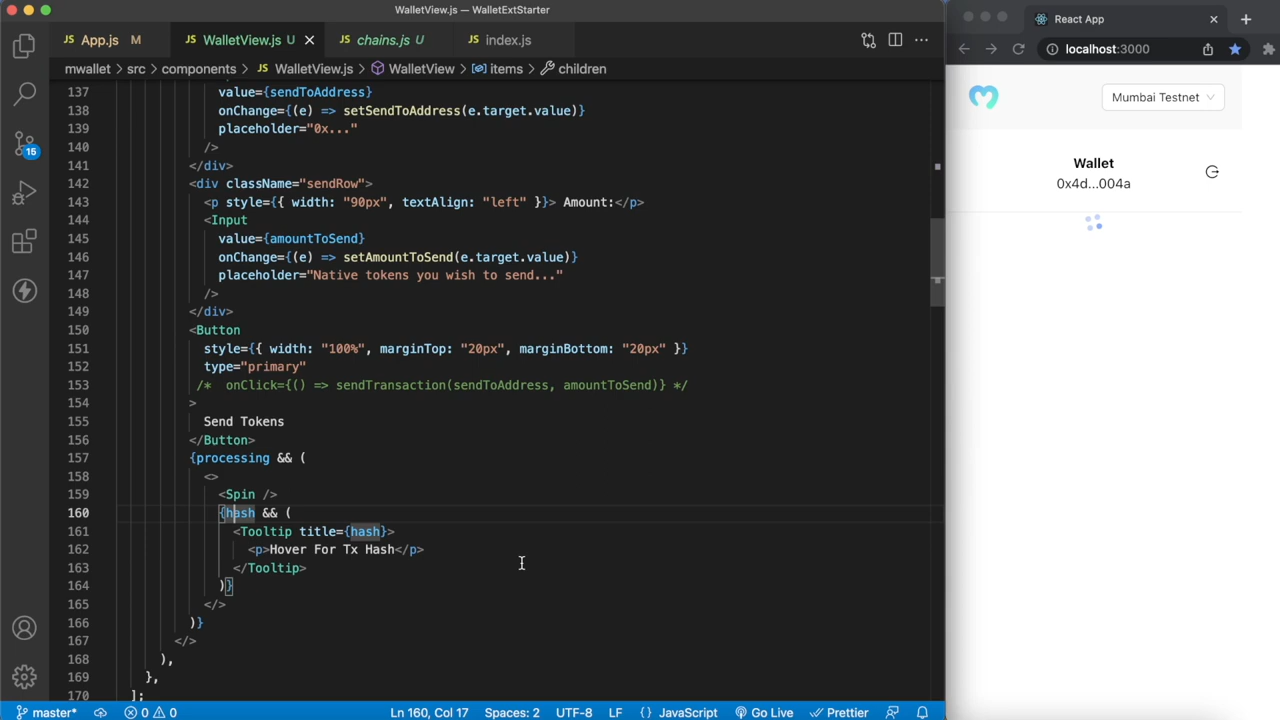 WalletView.js — WalletExtStarter
JS App.js M
JS WalletView.js U
JS chains.js U
JS index.js
mwallet > src > components > JS WalletView.js > WalletView > items > children
137 value={sendToAddress}
138 onChange={(e) => setSendToAddress(e.target.value)}
139 placeholder="0x..."
140 />
141 </div>
142 <div className="sendRow">
143 <p style={{ width: "90px", textAlign: "left" }}> Amount:</p>
144 <Input
145 value={amountToSend}
146 onChange={(e) => setAmountToSend(e.target.value)}
147 placeholder="Native tokens you wish to send..."
148 />
149 </div>
150 <Button
151 style={{ width: "100%", marginTop: "20px", marginBottom: "20px" }}
152 type="primary"
153 /* onClick={() => sendTransaction(sendToAddress, amountToSend)} */
154 >
155 Send Tokens
156 </Button>
157 {processing && (
158 <>
159 <Spin />
160 {hash && (
161 <Tooltip title={hash}>
162 <p>Hover For Tx Hash</p>
163 </Tooltip>
164 )}
165 </>
166 )}
167 </>
168 ),
169 },
170 ];
15
master*
0 0
Ln 160, Col 17
Spaces: 2
UTF-8
LF
{} JavaScript
Go Live
Prettier
React App
localhost:3000
Mumbai Testnet
Wallet
0x4d...004a